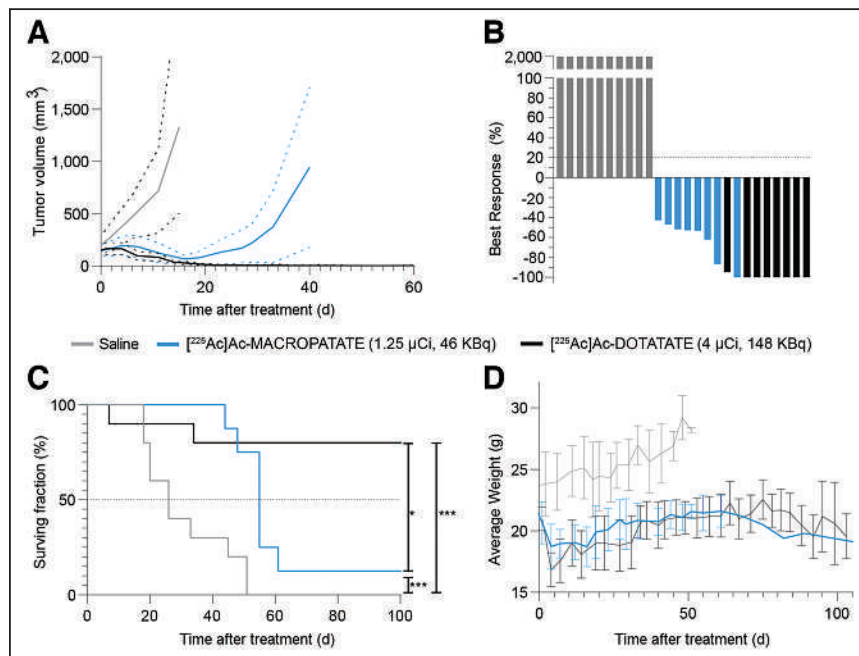 A
Tumor volume (mm3)
2,000
1,500
1,000
500
0
0 20 40 60
Time after treatment (d)
B
Best Response (%)
2,000
100
80
60
40
20
0
-20
-40
-60
-80
-100
Saline [225Ac]Ac-MACROPATATE (1.25 µCi, 46 KBq) [225Ac]Ac-DOTATATE (4 µCi, 148 KBq)
C
Surving fraction (%)
100
50
0
0 20 40 60 80 100
Time after treatment (d)
*
***
***
D
Average Weight (g)
30
25
20
15
0 50 100
Time after treatment (d)